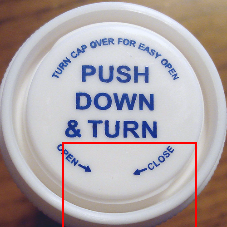 TURN CAP OVER FOR EASY OPEN
PUSH
DOWN
& TURN
OPEN → ← CLOSE